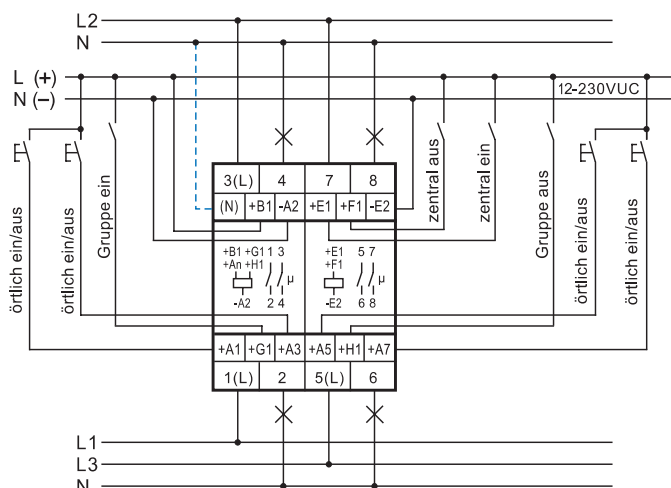 L2
N
L (+)
N (−)
12-230VUC
örtlich ein/aus
örtlich ein/aus
Gruppe ein
zentral aus
zentral ein
Gruppe aus
örtlich ein/aus
örtlich ein/aus
3(L) 4 7 8
(N) +B1 -A2 +E1 +F1 -E2
+B1 +G1 1 3
+An +H1 µ
-A2 2 4
+E1 5 7
+F1 µ
-E2 6 8
+A1 +G1 +A3 +A5 +H1 +A7
1(L) 2 5(L) 6
L1
L3
N